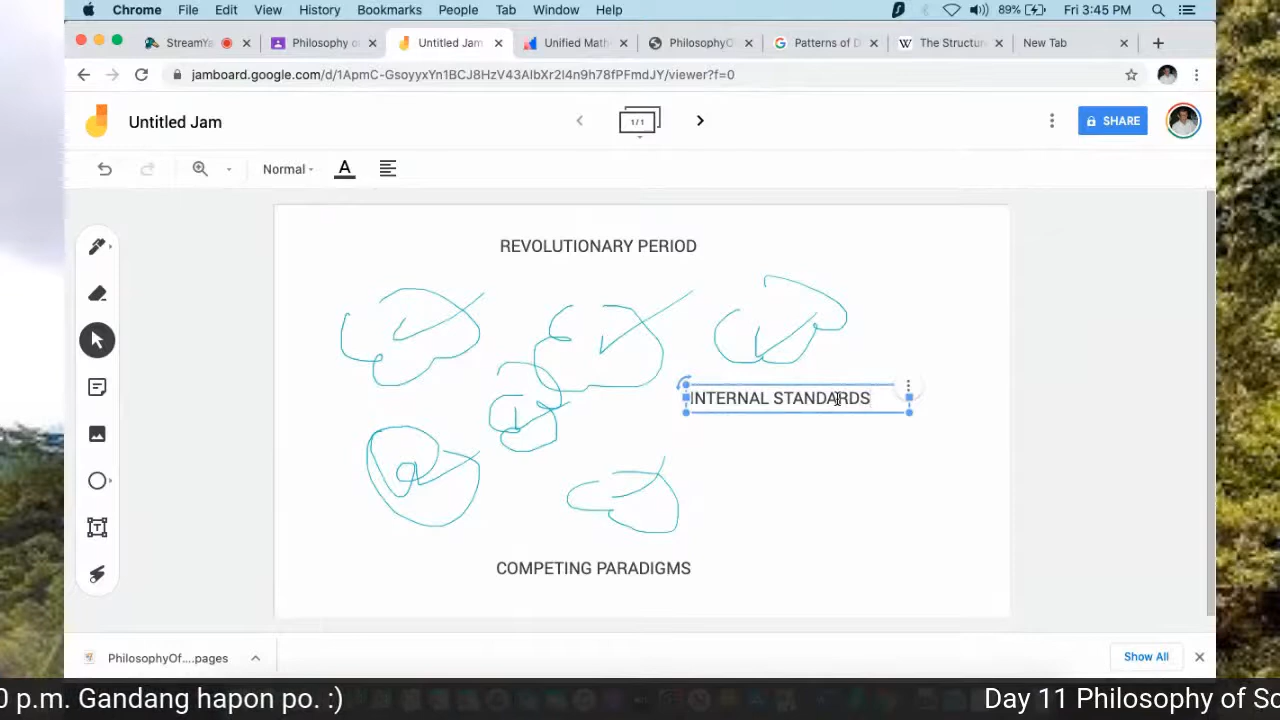 Chrome File Edit View History Bookmarks People Tab Window Help 89% Fri 3:45 PM
StreamYa Philosophy o Untitled Jam Unified Math PhilosophyO Patterns of D The Structur New Tab
jamboard.google.com/d/1ApmC-GsoyyxYn1BCJ8HzV43AlbXr2l4n9h78fPFmdJY/viewer?f=0
Untitled Jam 1/1 SHARE
Normal A
REVOLUTIONARY PERIOD
INTERNAL STANDARDS
COMPETING PARADIGMS
PhilosophyOf....pages Show All
0 p.m. Gandang hapon po. :) Day 11 Philosophy of Sc